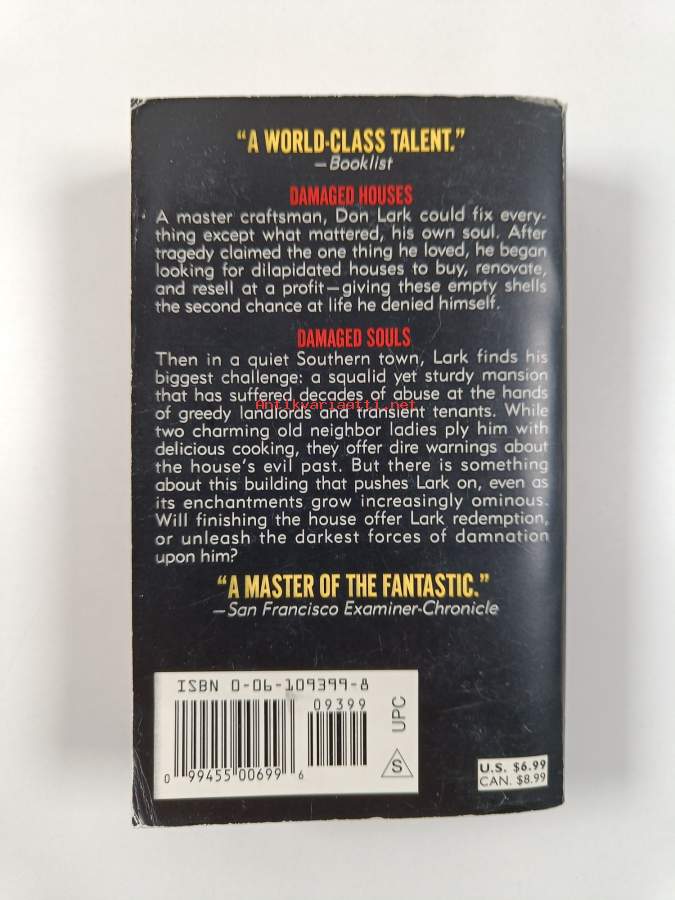 “A WORLD-CLASS TALENT.”
—Booklist
DAMAGED HOUSES
A master craftsman, Don Lark could fix every-
thing except what mattered, his own soul. After
tragedy claimed the one thing he loved, he began
looking for dilapidated houses to buy, renovate,
and resell at a profit—giving these empty shells
the second chance at life he denied himself.
DAMAGED SOULS
Then in a quiet Southern town, Lark finds his
biggest challenge: a squalid yet sturdy mansion
that has suffered decades of abuse at the hands
Antikvariaatti.net
of greedy landlords and transient tenants. While
two charming old neighbor ladies ply him with
delicious cooking, they offer dire warnings about
the house's evil past. But there is something
about this building that pushes Lark on, even as
its enchantments grow increasingly ominous.
Will finishing the house offer Lark redemption,
or unleash the darkest forces of damnation
upon him?
“A MASTER OF THE FANTASTIC.”
—San Francisco Examiner-Chronicle
ISBN 0-06-109399-8
09399
UPC
S
0 99455 00699 6
U.S. $6.99
CAN. $8.99